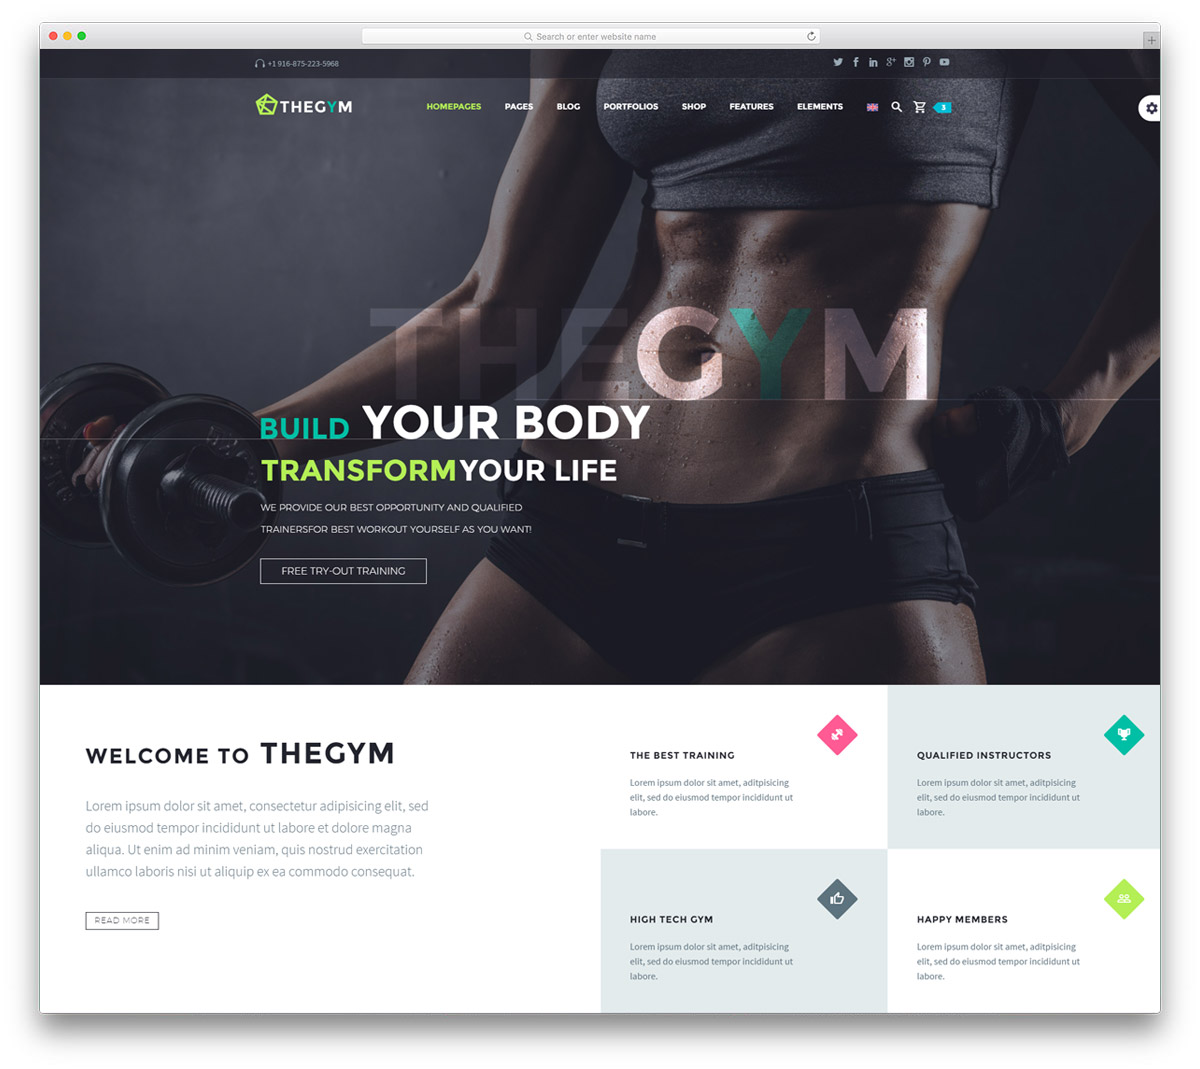 Search or enter website name
+1 916-875-223-5968
THEGYM
HOMEPAGES PAGES BLOG PORTFOLIOS SHOP FEATURES ELEMENTS 3
THEGYM
BUILD YOUR BODY
TRANSFORM YOUR LIFE
WE PROVIDE OUR BEST OPPORTUNITY AND QUALIFIED
TRAINERSFOR BEST WORKOUT YOURSELF AS YOU WANT!
FREE TRY-OUT TRAINING
WELCOME TO THEGYM
Lorem ipsum dolor sit amet, consectetur adipisicing elit, sed
do eiusmod tempor incididunt ut labore et dolore magna
aliqua. Ut enim ad minim veniam, quis nostrud exercitation
ullamco laboris nisi ut aliquip ex ea commodo consequat.
READ MORE
THE BEST TRAINING
Lorem ipsum dolor sit amet, aditpisicing
elit, sed do eiusmod tempor incididunt ut
labore.
QUALIFIED INSTRUCTORS
Lorem ipsum dolor sit amet, aditpisicing
elit, sed do eiusmod tempor incididunt ut
labore.
HIGH TECH GYM
Lorem ipsum dolor sit amet, aditpisicing
elit, sed do eiusmod tempor incididunt ut
labore.
HAPPY MEMBERS
Lorem ipsum dolor sit amet, aditpisicing
elit, sed do eiusmod tempor incididunt ut
labore.